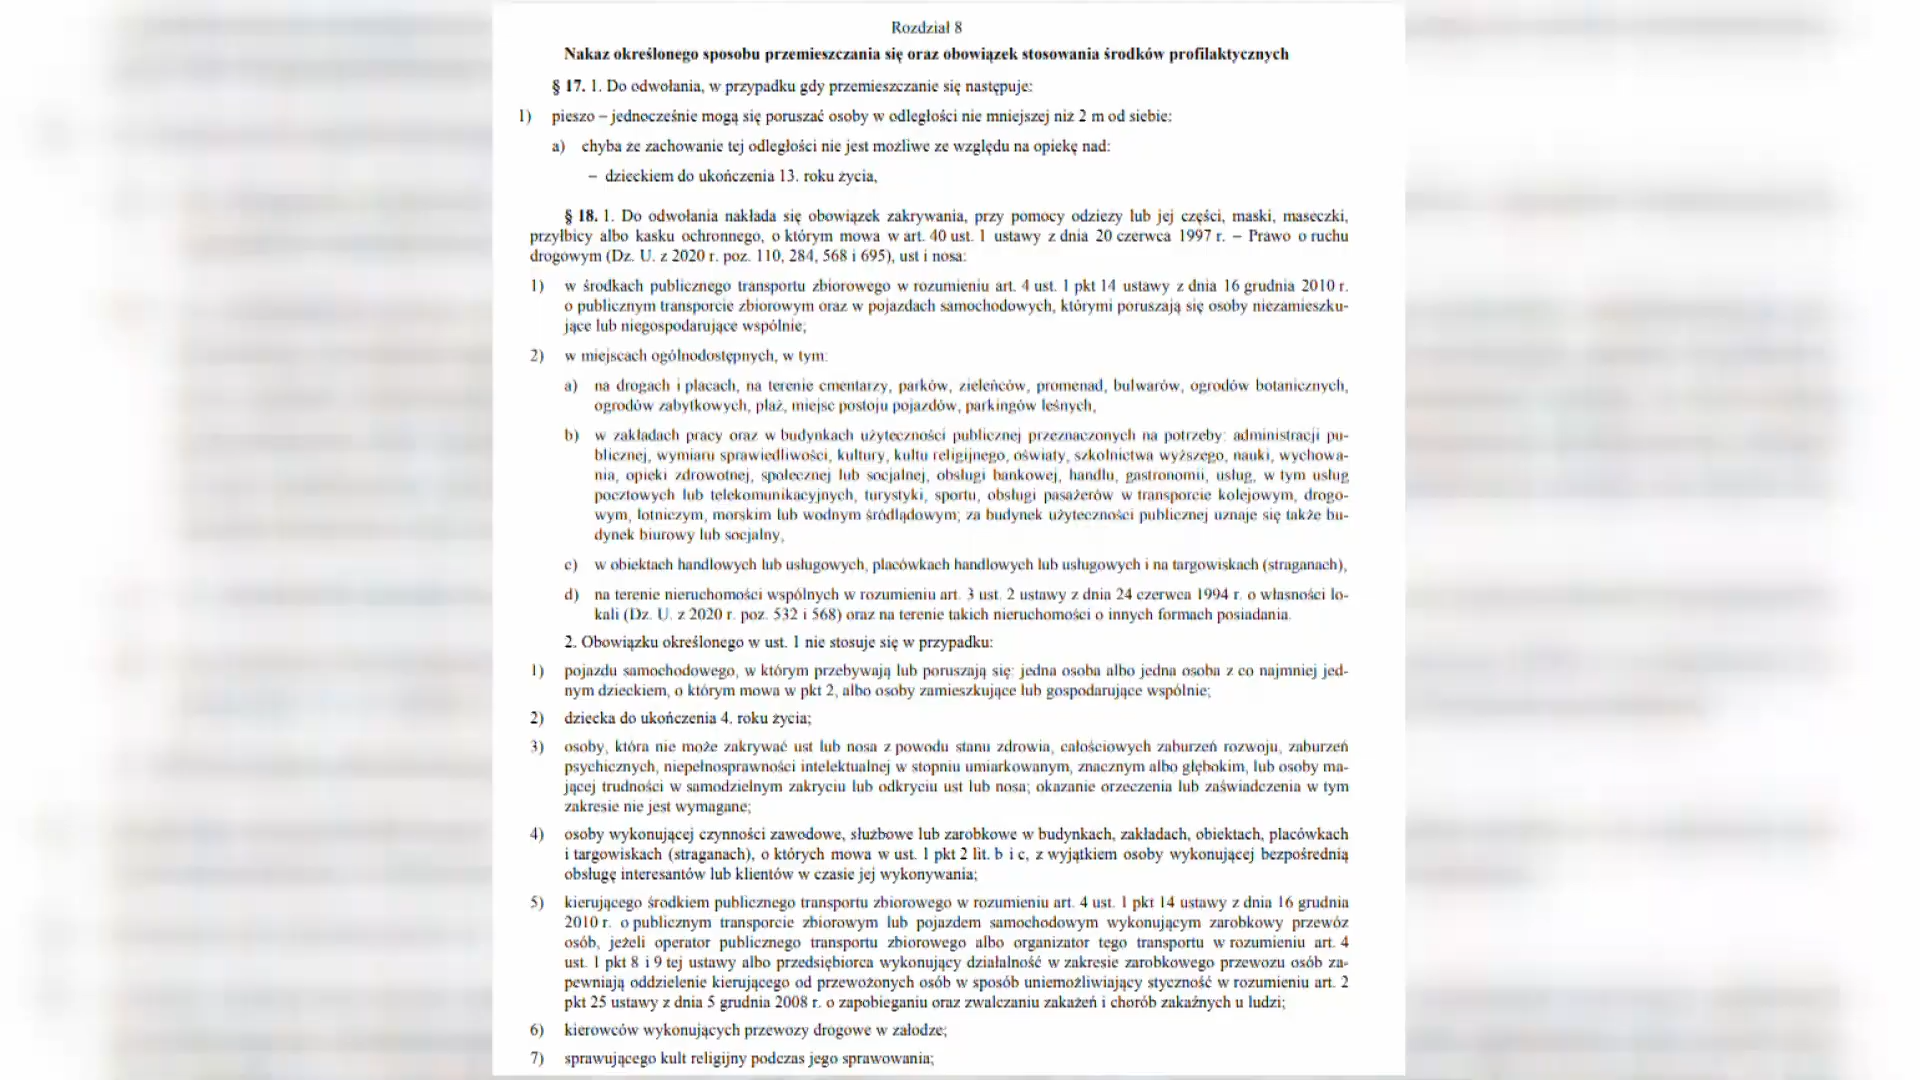 Rozdział 8
Nakaz określonego sposobu przemieszczania się oraz obowiązek stosowania środków profilaktycznych
§ 17. 1. Do odwołania, w przypadku gdy przemieszczanie się następuje:
1) pieszo – jednocześnie mogą się poruszać osoby w odległości nie mniejszej niż 2 m od siebie:
a) chyba że zachowanie tej odległości nie jest możliwe ze względu na opiekę nad:
– dzieckiem do ukończenia 13. roku życia,
§ 18. 1. Do odwołania nakłada się obowiązek zakrywania, przy pomocy odzieży lub jej części, maski, maseczki,
przyłbicy albo kasku ochronnego, o którym mowa w art. 40 ust. 1 ustawy z dnia 20 czerwca 1997 r. – Prawo o ruchu
drogowym (Dz. U. z 2020 r. poz. 110, 284, 568 i 695), ust i nosa:
1) w środkach publicznego transportu zbiorowego w rozumieniu art. 4 ust. 1 pkt 14 ustawy z dnia 16 grudnia 2010 r.
o publicznym transporcie zbiorowym oraz w pojazdach samochodowych, którymi poruszają się osoby niezamieszku-
jące lub niegospodarujące wspólnie;
2) w miejscach ogólnodostępnych, w tym:
a) na drogach i placach, na terenie cmentarzy, parków, zieleńców, promenad, bulwarów, ogrodów botanicznych,
ogrodów zabytkowych, plaż, miejsc postoju pojazdów, parkingów leśnych,
b) w zakładach pracy oraz w budynkach użyteczności publicznej przeznaczonych na potrzeby: administracji pu-
blicznej, wymiaru sprawiedliwości, kultury, kultu religijnego, oświaty, szkolnictwa wyższego, nauki, wychowa-
nia, opieki zdrowotnej, społecznej lub socjalnej, obsługi bankowej, handlu, gastronomii, usług, w tym usług
pocztowych lub telekomunikacyjnych, turystyki, sportu, obsługi pasażerów w transporcie kolejowym, drogo-
wym, lotniczym, morskim lub wodnym śródlądowym; za budynek użyteczności publicznej uznaje się także bu-
dynek biurowy lub socjalny,
c) w obiektach handlowych lub usługowych, placówkach handlowych lub usługowych i na targowiskach (straganach),
d) na terenie nieruchomości wspólnych w rozumieniu art. 3 ust. 2 ustawy z dnia 24 czerwca 1994 r. o własności lo-
kali (Dz. U. z 2020 r. poz. 532 i 568) oraz na terenie takich nieruchomości o innych formach posiadania.
2. Obowiązku określonego w ust. 1 nie stosuje się w przypadku:
1) pojazdu samochodowego, w którym przebywają lub poruszają się: jedna osoba albo jedna osoba z co najmniej jed-
nym dzieckiem, o którym mowa w pkt 2, albo osoby zamieszkujące lub gospodarujące wspólnie;
2) dziecka do ukończenia 4. roku życia;
3) osoby, która nie może zakrywać ust lub nosa z powodu stanu zdrowia, całościowych zaburzeń rozwoju, zaburzeń
psychicznych, niepełnosprawności intelektualnej w stopniu umiarkowanym, znacznym albo głębokim, lub osoby ma-
jącej trudności w samodzielnym zakryciu lub odkryciu ust lub nosa; okazanie orzeczenia lub zaświadczenia w tym
zakresie nie jest wymagane;
4) osoby wykonującej czynności zawodowe, służbowe lub zarobkowe w budynkach, zakładach, obiektach, placówkach
i targowiskach (straganach), o których mowa w ust. 1 pkt 2 lit. b i c, z wyjątkiem osoby wykonującej bezpośrednią
obsługę interesantów lub klientów w czasie jej wykonywania;
5) kierującego środkiem publicznego transportu zbiorowego w rozumieniu art. 4 ust. 1 pkt 14 ustawy z dnia 16 grudnia
2010 r. o publicznym transporcie zbiorowym lub pojazdem samochodowym wykonującym zarobkowy przewóz
osób, jeżeli operator publicznego transportu zbiorowego albo organizator tego transportu w rozumieniu art. 4
ust. 1 pkt 8 i 9 tej ustawy albo przedsiębiorca wykonujący działalność w zakresie zarobkowego przewozu osób za-
pewniają oddzielenie kierującego od przewożonych osób w sposób uniemożliwiający styczność w rozumieniu art. 2
pkt 25 ustawy z dnia 5 grudnia 2008 r. o zapobieganiu oraz zwalczaniu zakażeń i chorób zakaźnych u ludzi;
6) kierowców wykonujących przewozy drogowe w załodze;
7) sprawującego kult religijny podczas jego sprawowania;